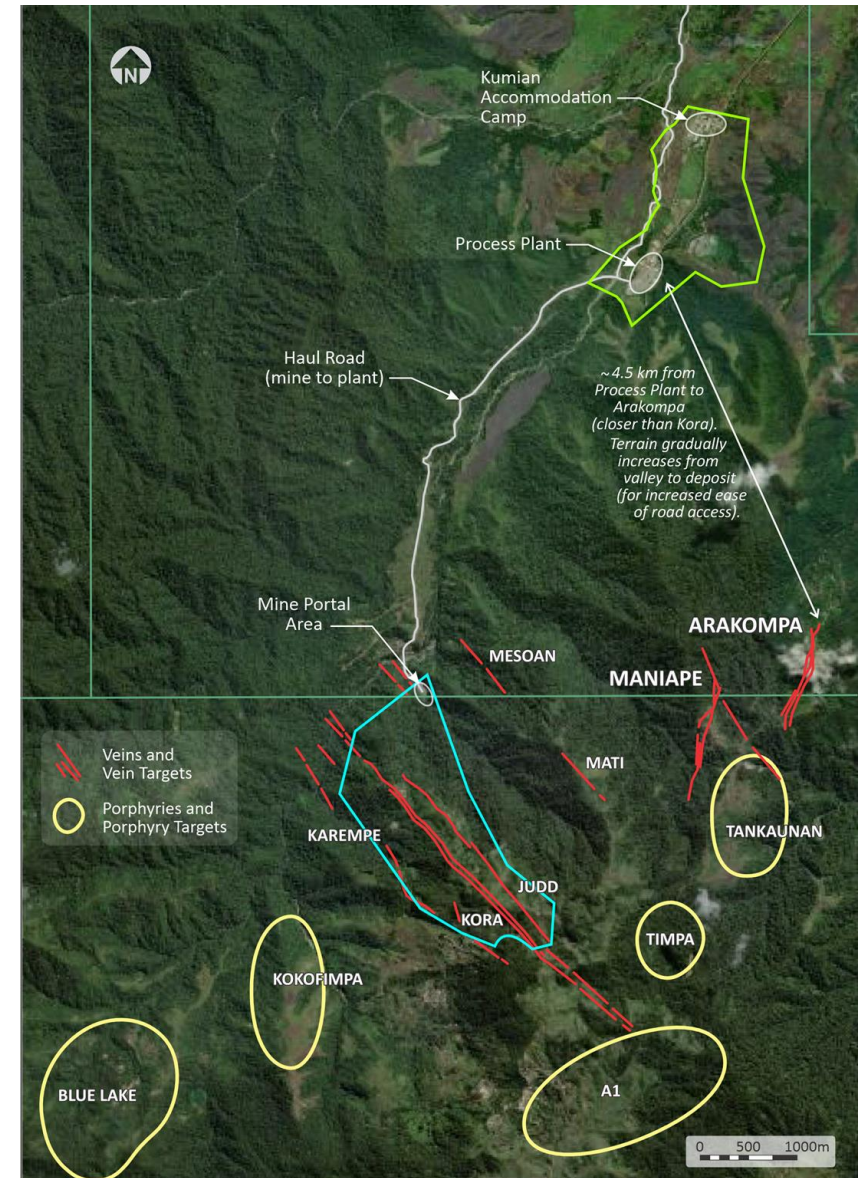 N
Kumian
Accommodation
Camp
Process Plant
Haul Road
(mine to plant)
~4.5 km from
Process Plant to
Arakompa
(closer than Kora).
Terrain gradually
increases from
valley to deposit
(for increased ease
of road access).
Mine Portal
Area
ARAKOMPA
MESOAN
MANIAPE
Veins and
Vein Targets
MATI
Porphyries and
Porphyry Targets
TANKAUNAN
KAREMPE
JUDD
KORA
TIMPA
KOKOFIMPA
BLUE LAKE
A1
0 500 1000m